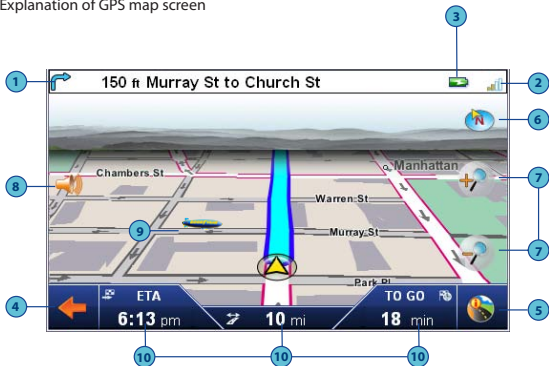 Explanation of GPS map screen
3
1
150 ft Murray St to Church St
2
N
6
Manhattan
Chambers St
7
8
Warren St
7
9
Murray St
7
Park Pl
ETA
TO GO
4
6:13 pm
10 mi
18 min
5
10
10
10